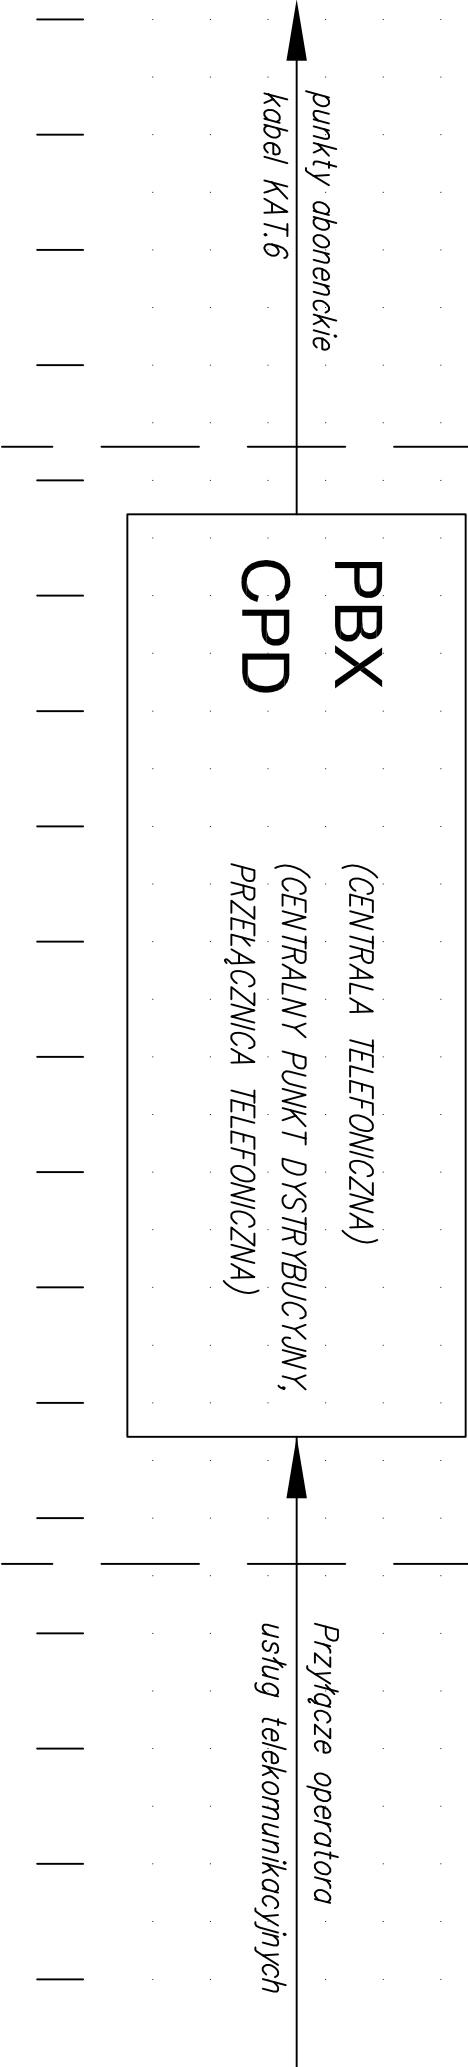 punkty abonenckie
kabel KAT.6
PBX
CPD
(CENTRALA TELEFONICZNA)
(CENTRALNY PUNKT DYSTRYBUCYJNY,
PRZEŁĄCZNICA TELEFONICZNA)
Przyłącze operatora
usług telekomunikacyjnych